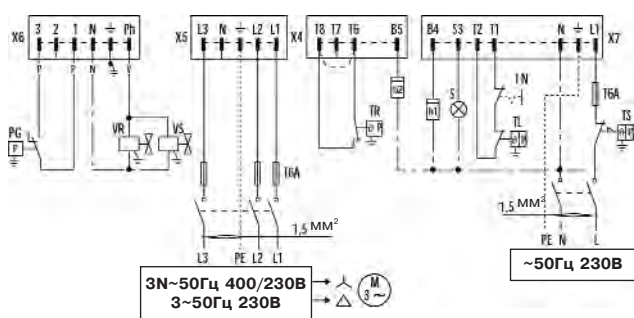 X6 3 2 1 N Ph
X5 L3 N L2 L1 X4
T8 T7 T6 B5
B4 S3 T2 T1 N L1 X7
P P N V
PG P
VR VS
TR P
h2
h1
S
1N
TL P
T6A
TS P
T6A
1,5 мм²
1,5 мм²
L3 PE L2 L1
PE N L
3N~50Гц 400/230В
3~50Гц 230В
M
3~
~50Гц 230В